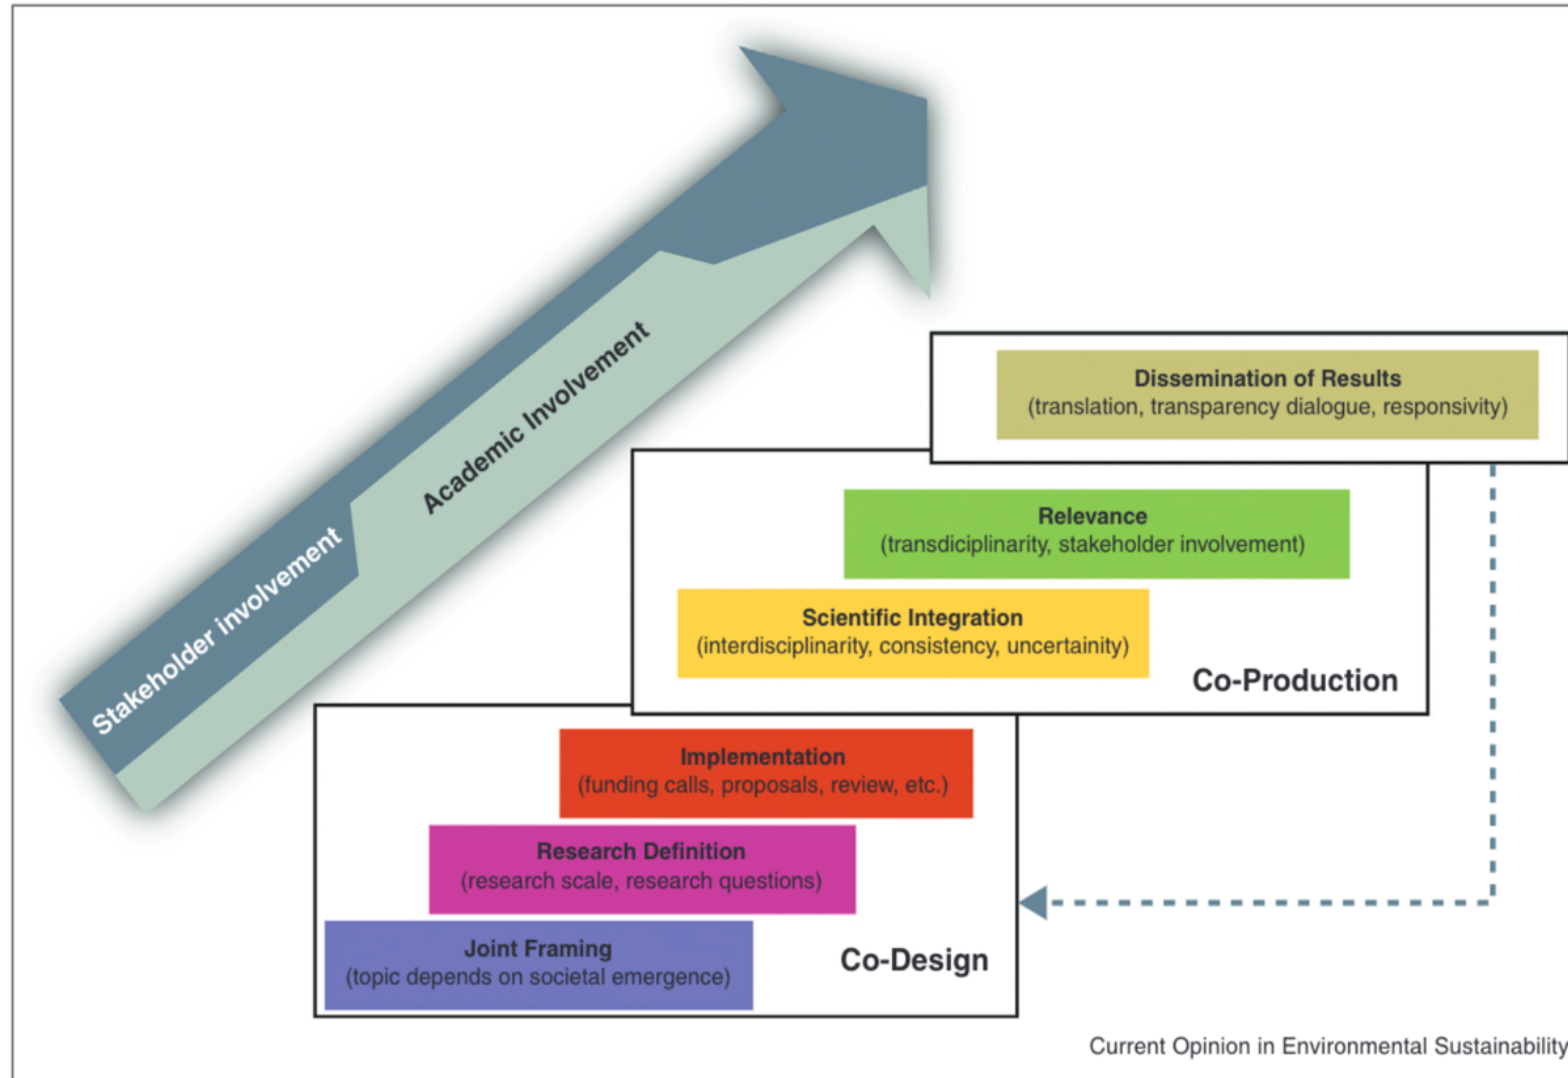 Stakeholder involvement
Academic Involvement
Dissemination of Results
(translation, transparency dialogue, responsivity)
Relevance
(transdiciplinarity, stakeholder involvement)
Scientific Integration
(interdisciplinarity, consistency, uncertainity)
Co-Production
Implementation
(funding calls, proposals, review, etc.)
Research Definition
(research scale, research questions)
Joint Framing
(topic depends on societal emergence)
Co-Design
Current Opinion in Environmental Sustainability